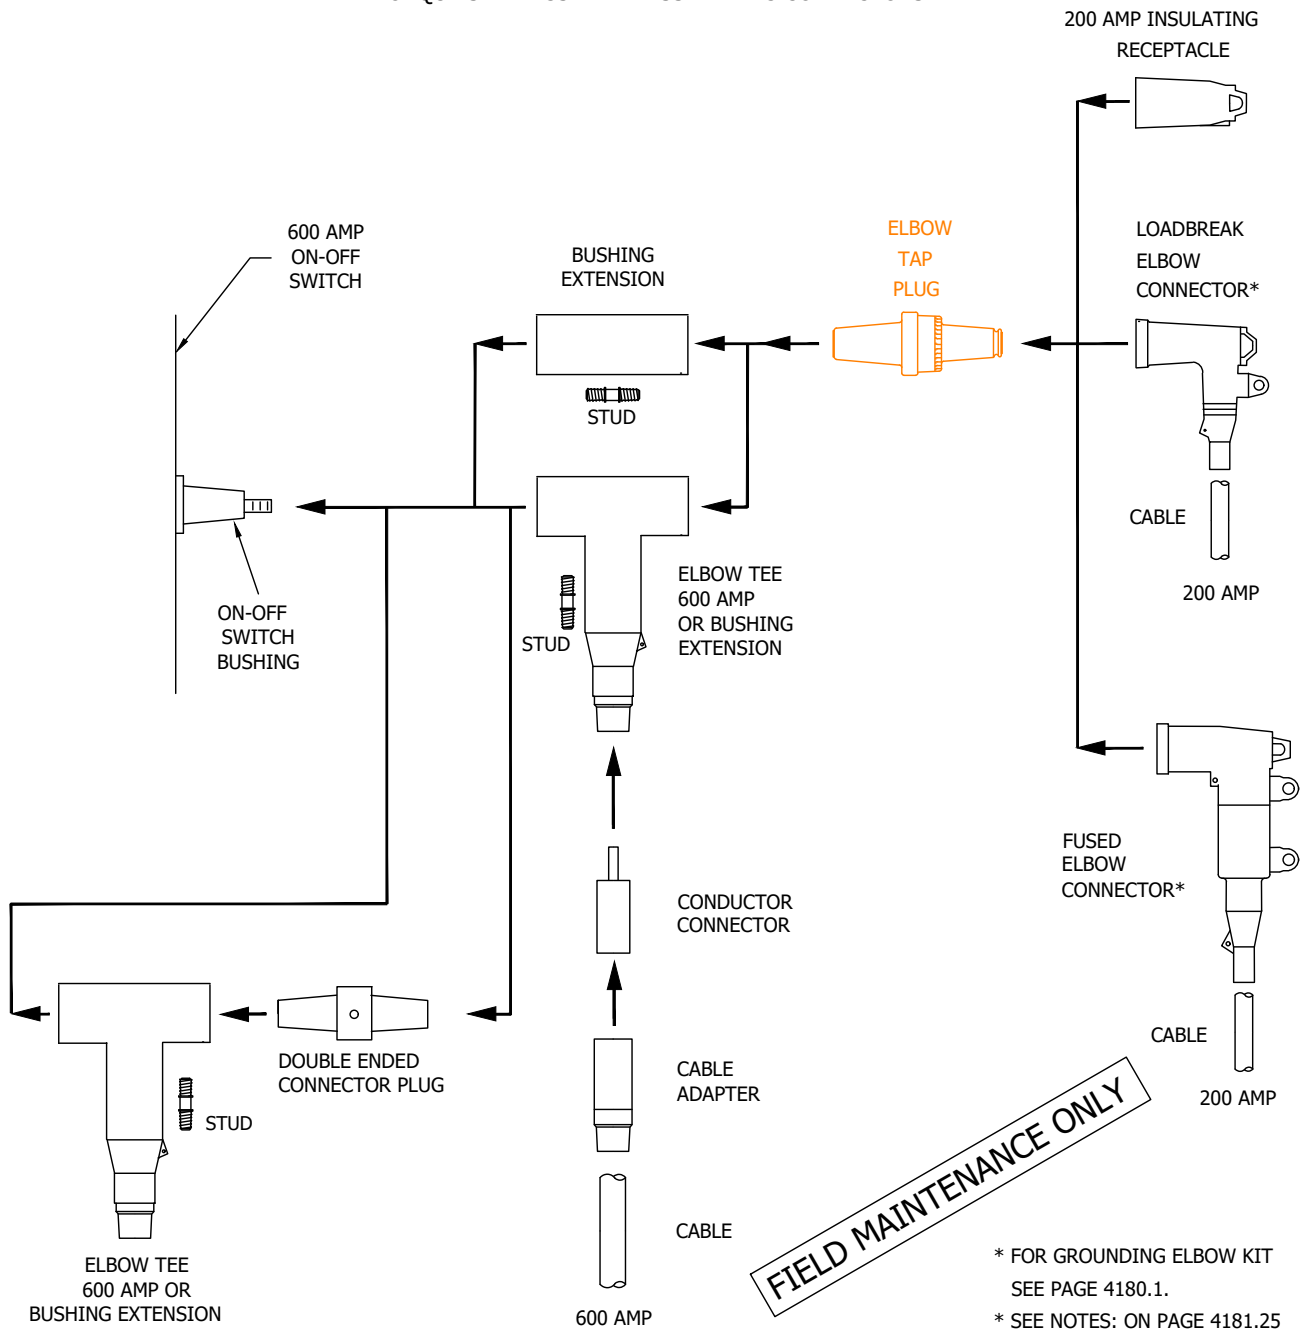 200 AMP INSULATING
RECEPTACLE
600 AMP
ON-OFF
SWITCH
BUSHING
EXTENSION
ELBOW
TAP
PLUG
LOADBREAK
ELBOW
CONNECTOR*
STUD
CABLE
200 AMP
ON-OFF
SWITCH
BUSHING
STUD
ELBOW TEE
600 AMP
OR BUSHING
EXTENSION
FUSED
ELBOW
CONNECTOR*
CONDUCTOR
CONNECTOR
DOUBLE ENDED
CONNECTOR PLUG
STUD
CABLE
ADAPTER
CABLE
200 AMP
FIELD MAINTENANCE ONLY
CABLE
ELBOW TEE
600 AMP OR
BUSHING EXTENSION
600 AMP
* FOR GROUNDING ELBOW KIT
SEE PAGE 4180.1.
* SEE NOTES: ON PAGE 4181.25